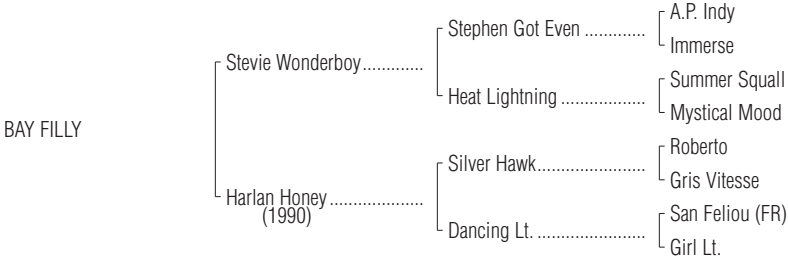 A.P. Indy
Stephen Got Even .............
Immerse
Stevie Wonderboy.............
Summer Squall
Heat Lightning ..................
Mystical Mood
BAY FILLY
Roberto
Silver Hawk.......................
Gris Vitesse
Harlan Honey....................
(1990)
San Feliou (FR)
Dancing Lt. .......................
Girl Lt.